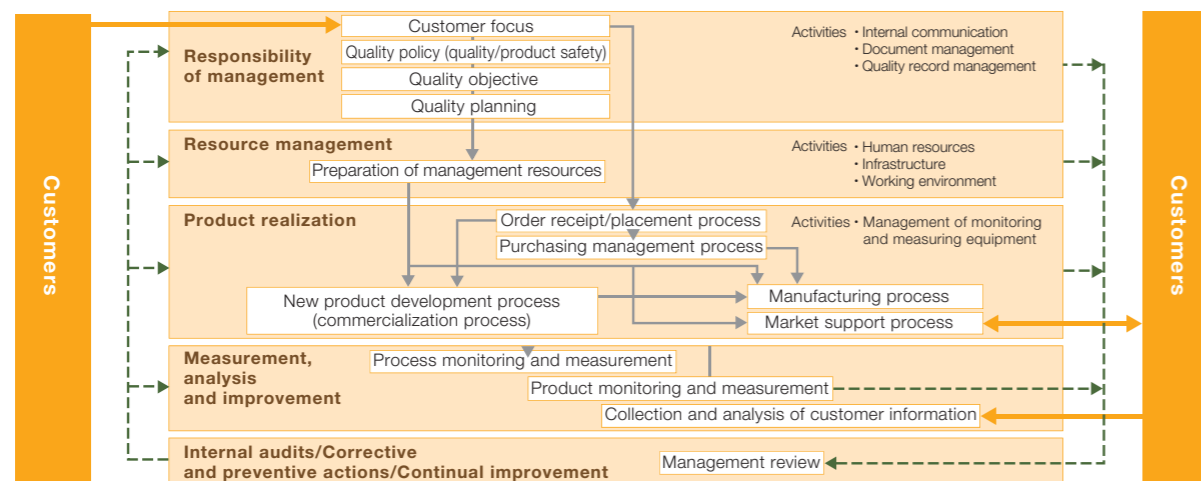 Customers
Responsibility
of management
Customer focus
Quality policy (quality/product safety)
Quality objective
Quality planning
Activities • Internal communication
• Document management
• Quality record management
Resource management
Preparation of management resources
Activities • Human resources
• Infrastructure
• Working environment
Product realization
Order receipt/placement process
Purchasing management process
Activities • Management of monitoring
and measuring equipment
New product development process
(commercialization process)
Manufacturing process
Market support process
Measurement,
analysis
and improvement
Process monitoring and measurement
Product monitoring and measurement
Collection and analysis of customer information
Internal audits/Corrective
and preventive actions/Continual improvement
Management review
Customers